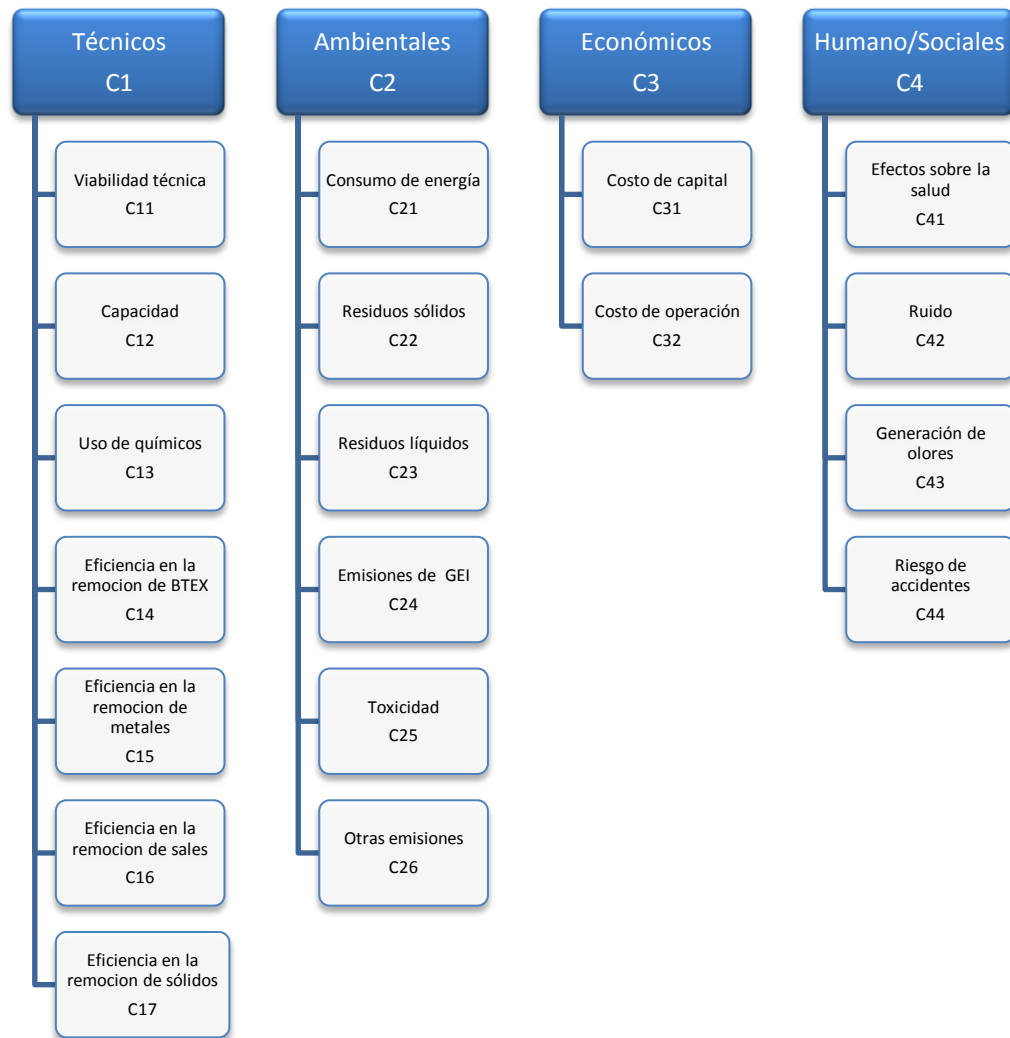 Técnicos
C1
Viabilidad técnica
C11
Capacidad
C12
Uso de químicos
C13
Eficiencia en la
remocion de BTEX
C14
Eficiencia en la
remocion de
metales
C15
Eficiencia en la
remocion de sales
C16
Eficiencia en la
remocion de sólidos
C17
Ambientales
C2
Consumo de energía
C21
Residuos sólidos
C22
Residuos líquidos
C23
Emisiones de GEI
C24
Toxicidad
C25
Otras emisiones
C26
Económicos
C3
Costo de capital
C31
Costo de operación
C32
Humano/Sociales
C4
Efectos sobre la
salud
C41
Ruido
C42
Generación de
olores
C43
Riesgo de
accidentes
C44